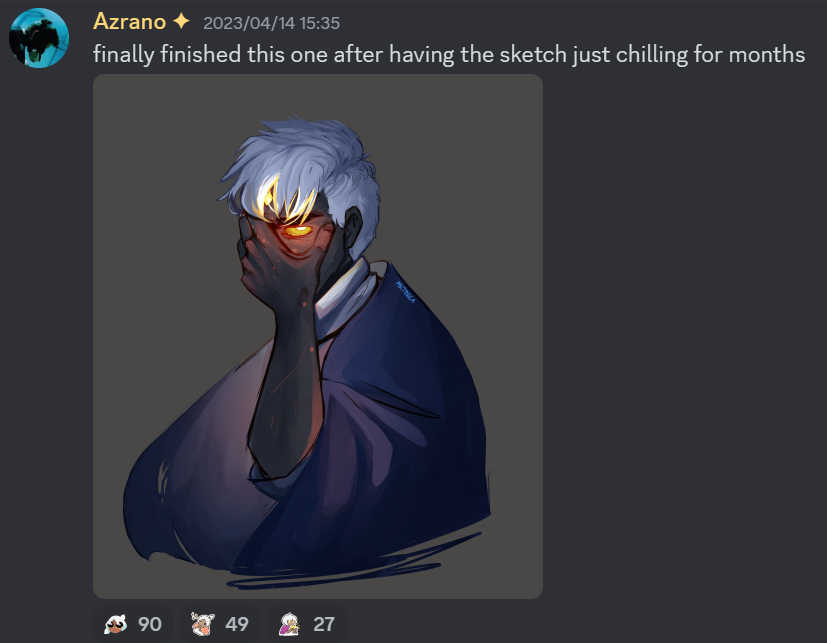 Azrano 2023/04/14 15:35
finally finished this one after having the sketch just chilling for months
90 49 27